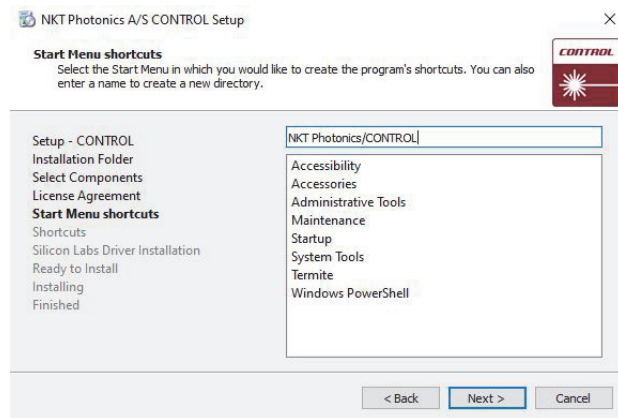 NKT Photonics A/S CONTROL Setup
Start Menu shortcuts
Select the Start Menu in which you would like to create the program's shortcuts. You can also
enter a name to create a new directory.
CONTROL
Setup - CONTROL
Installation Folder
Select Components
License Agreement
Start Menu shortcuts
Shortcuts
Silicon Labs Driver Installation
Ready to Install
Installing
Finished
NKT Photonics/CONTROL
Accessibility
Accessories
Administrative Tools
Maintenance
Startup
System Tools
Termite
Windows PowerShell
< Back
Next >
Cancel